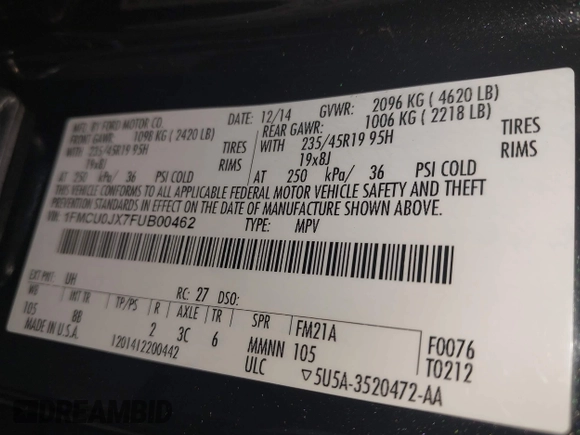 MFD. BY FORD MOTOR CO.
DATE: 12/14 GVWR: 2096 KG ( 4620 LB)
FRONT GAWR: 1098 KG ( 2420 LB) REAR GAWR: 1006 KG ( 2218 LB)
WITH 235/45R19 95H TIRES WITH 235/45R19 95H TIRES
19x8J RIMS 19x8J RIMS
AT 250 kPa/ 36 PSI COLD AT 250 kPa/ 36 PSI COLD
THIS VEHICLE CONFORMS TO ALL APPLICABLE FEDERAL MOTOR VEHICLE SAFETY AND THEFT
PREVENTION STANDARDS IN EFFECT ON THE DATE OF MANUFACTURE SHOWN ABOVE.
VIN: 1FMCU0JX7FUB00462 TYPE: MPV
EXT PNT: UH RC: 27 DSO:
WB INT TR TP/PS R AXLE TR SPR FM21A F0076
105 BB 2 3C 6 MMNN 105 T0212
MADE IN U.S.A. 1201412200442 ULC ▽5U5A-3520472-AA
DREAMBID